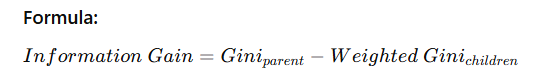 Formula:
Information Gain = Gini_parent − Weighted Gini_children